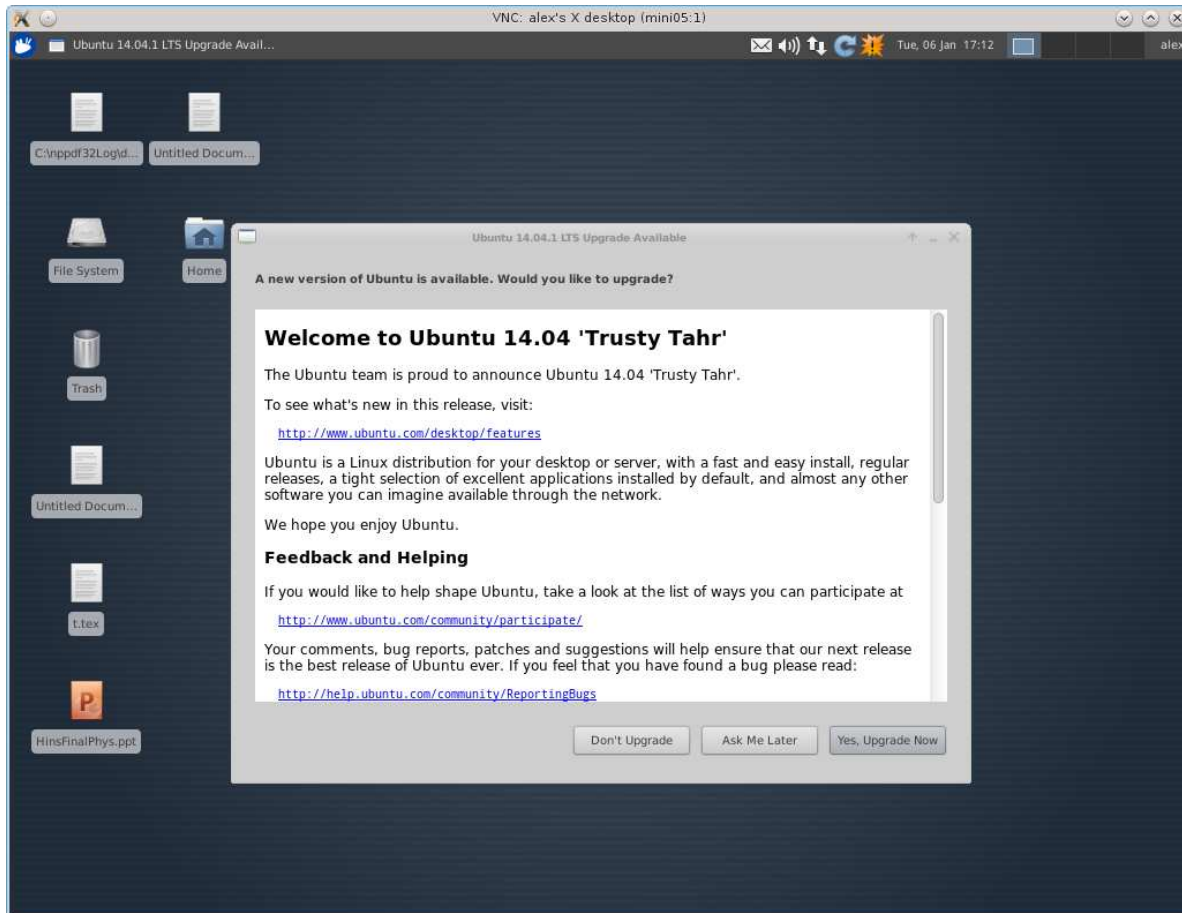 VNC: alex's X desktop (mini05:1)
Ubuntu 14.04.1 LTS Upgrade Avail...
Tue, 06 Jan 17:12
alex
C:\nppdf32Log\d...
Untitled Docum...
File System
Home
Trash
Untitled Docum...
t.tex
P
HinsFinalPhys.ppt
Ubuntu 14.04.1 LTS Upgrade Available
A new version of Ubuntu is available. Would you like to upgrade?
Welcome to Ubuntu 14.04 'Trusty Tahr'
The Ubuntu team is proud to announce Ubuntu 14.04 'Trusty Tahr'.
To see what's new in this release, visit:
http://www.ubuntu.com/desktop/features
Ubuntu is a Linux distribution for your desktop or server, with a fast and easy install, regular
releases, a tight selection of excellent applications installed by default, and almost any other
software you can imagine available through the network.
We hope you enjoy Ubuntu.
Feedback and Helping
If you would like to help shape Ubuntu, take a look at the list of ways you can participate at
http://www.ubuntu.com/community/participate/
Your comments, bug reports, patches and suggestions will help ensure that our next release
is the best release of Ubuntu ever. If you feel that you have found a bug please read:
http://help.ubuntu.com/community/ReportingBugs
Don't Upgrade
Ask Me Later
Yes, Upgrade Now